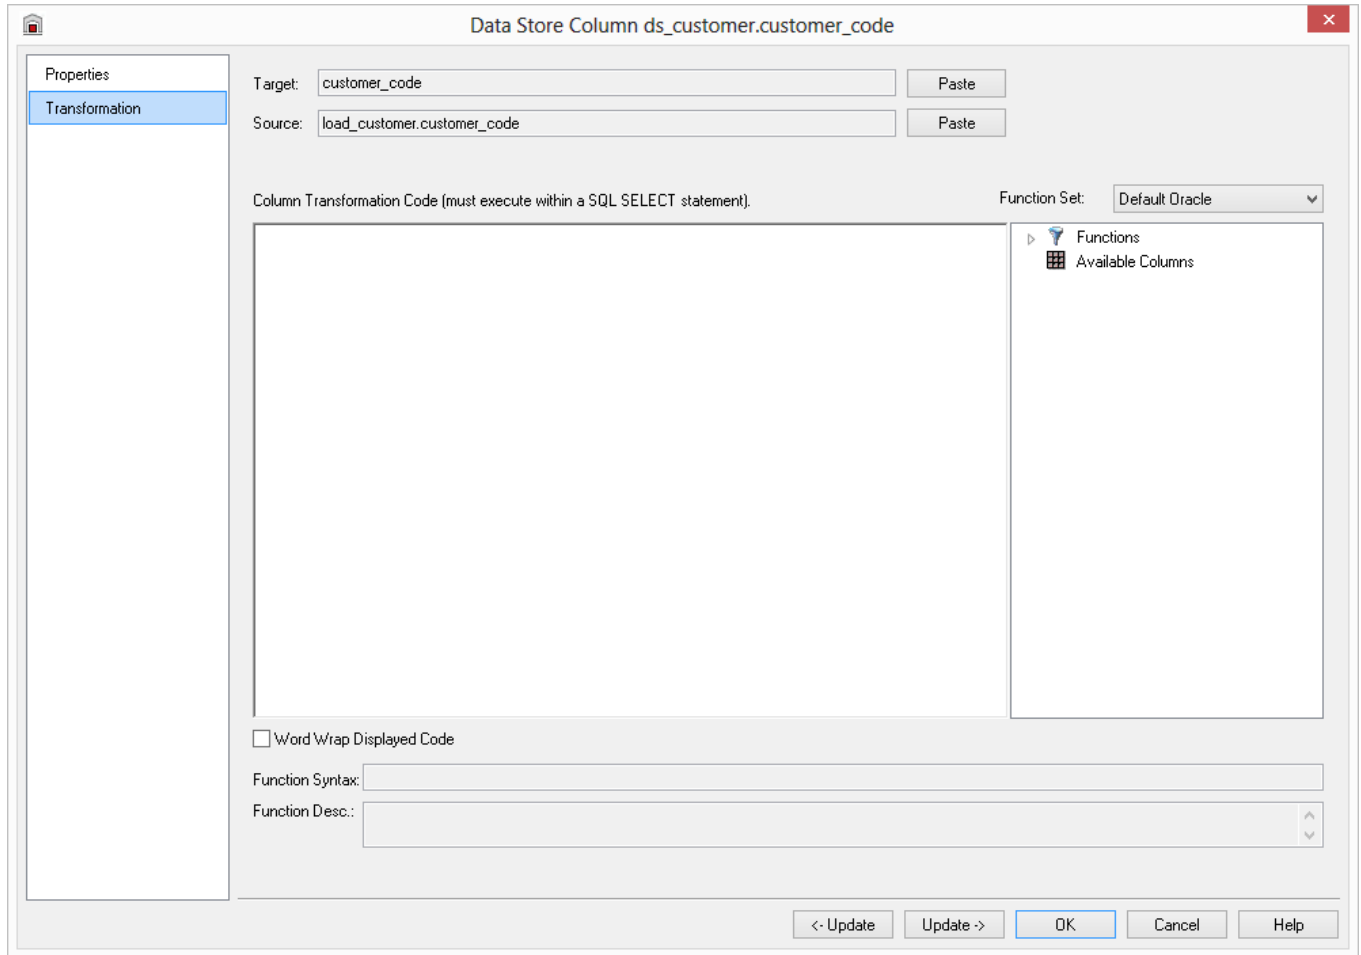 Data Store Column ds_customer.customer_code
Properties
Transformation
Target: customer_code Paste
Source: load_customer.customer_code Paste
Column Transformation Code (must execute within a SQL SELECT statement). Function Set: Default Oracle
Functions
Available Columns
Word Wrap Displayed Code
Function Syntax:
Function Desc.:
<- Update Update -> OK Cancel Help